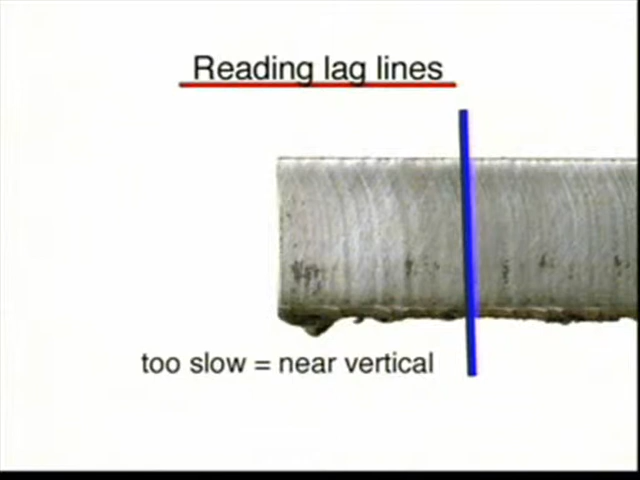 Reading lag lines
too slow = near vertical